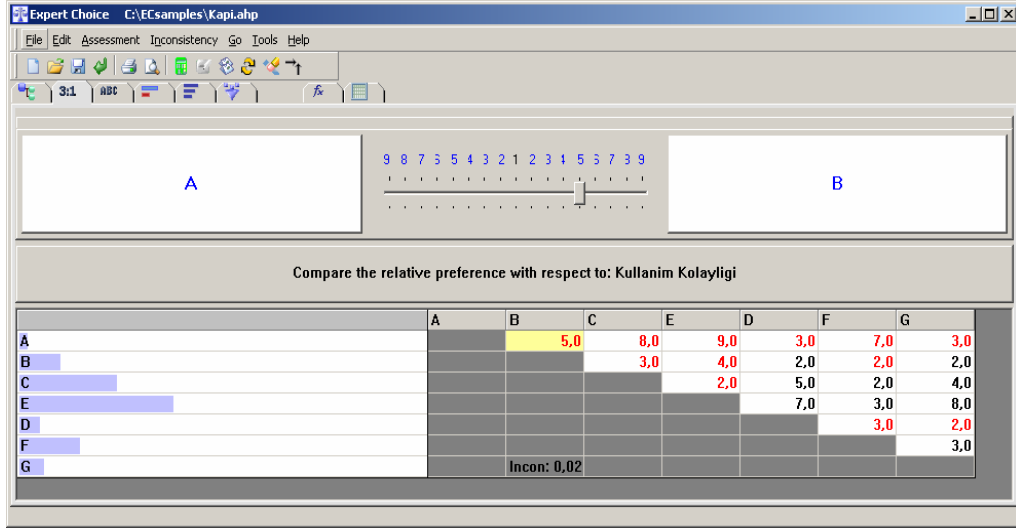 Expert Choice C:\ECsamples\Kapi.ahp
File Edit Assessment Inconsistency Go Tools Help
3:1 ABC fx
A 9 8 7 6 5 4 3 2 1 2 3 4 5 6 7 8 9 B
Compare the relative preference with respect to: Kullanim Kolayligi
A B C E D F G
A 5,0 8,0 9,0 3,0 7,0 3,0
B 3,0 4,0 2,0 2,0 2,0
C 2,0 5,0 2,0 4,0
E 7,0 3,0 8,0
D 3,0 2,0
F 3,0
G Incon: 0,02